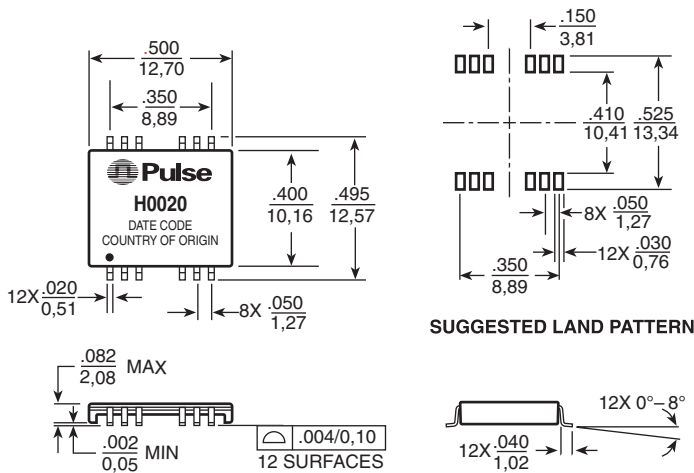 .500
12,70
.350
8,89
Pulse
H0020
DATE CODE
COUNTRY OF ORIGIN
.400
10,16
.495
12,57
12X .020
0,51
8X .050
1,27
.150
3,81
.410
10,41
.525
13,34
8X .050
1,27
12X .030
0,76
.350
8,89
SUGGESTED LAND PATTERN
.082
2,08 MAX
.002
0,05 MIN
.004/0,10
12 SURFACES
12X 0°–8°
12X .040
1,02